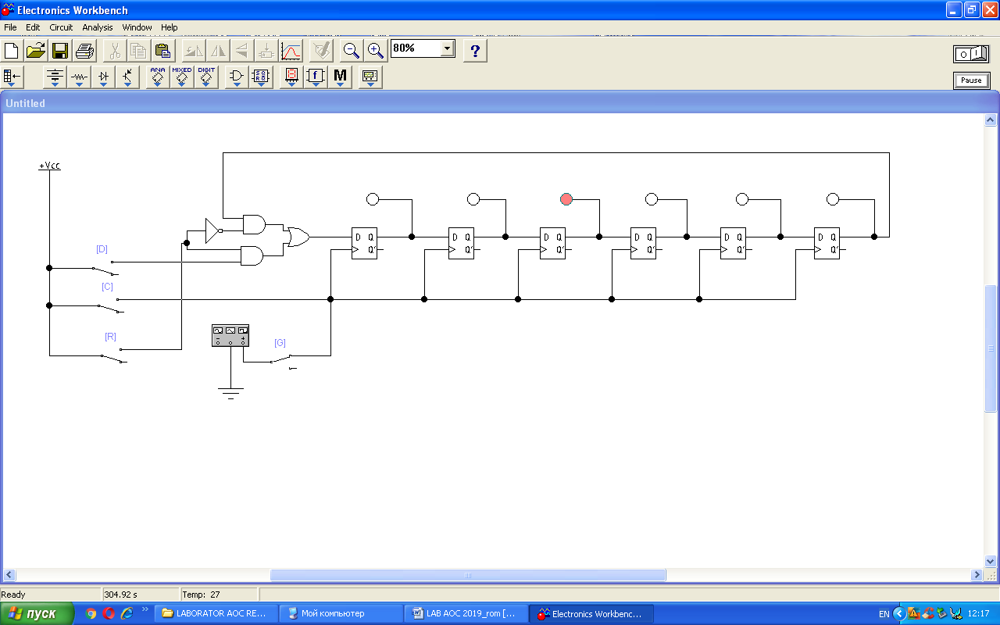 Electronics Workbench
File Edit Circuit Analysis Window Help
80%
?
O I
ANA MIXED DIGIT
f M
Pause
Untitled
+Vcc
D Q D Q D Q D Q D Q D Q
Q' Q' Q' Q' Q' Q'
[D]
[C]
[R]
[G]
− +
Ready 304.92 s Temp: 27
пуск LABORATOR AOC RE... Мой компьютер LAB AOC 2019_rom [... Electronics Workbenc... EN 12:17